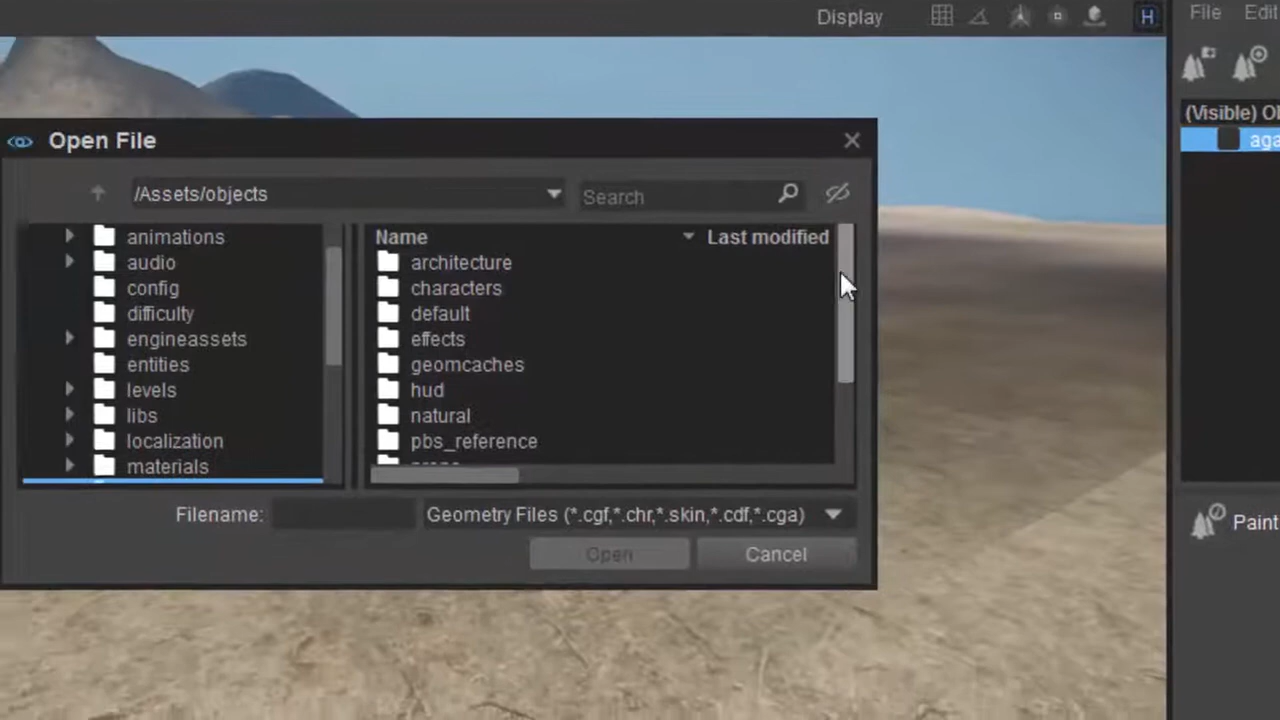 Display
H
File Edit
Open File
(Visible)
/Assets/objects
Search
animations
audio
config
difficulty
engineassets
entities
levels
libs
localization
materials
Name
Last modified
architecture
characters
default
effects
geomcaches
hud
natural
pbs_reference
Filename:
Geometry Files (*.cgf,*.chr,*.skin,*.cdf,*.cga)
Open
Cancel
Paint